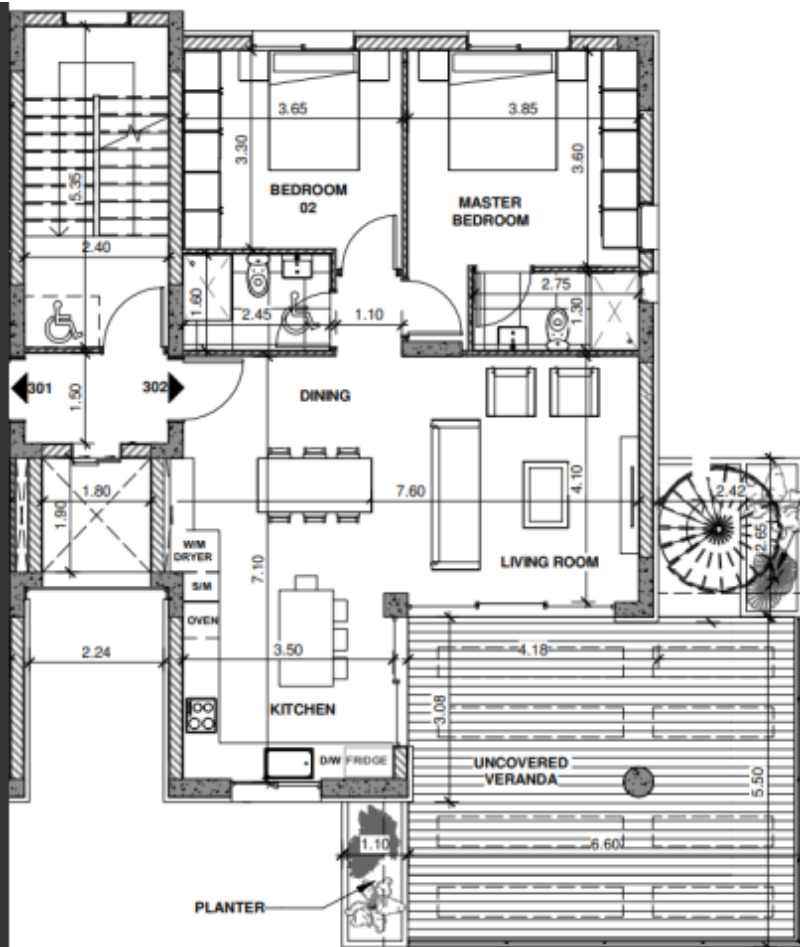 3.65
3.85
3.30
3.60
BEDROOM
02
MASTER
BEDROOM
5.35
2.40
2.75
1.60
1.30
2.45
1.10
301
302
1.50
DINING
1.80
1.90
7.60
4.10
2.42
2.65
W/M
DRYER
S/M
OVEN
7.10
LIVING ROOM
2.24
3.50
4.18
KITCHEN
3.08
D/W
FRIDGE
UNCOVERED
VERANDA
5.50
1.10
6.60
PLANTER